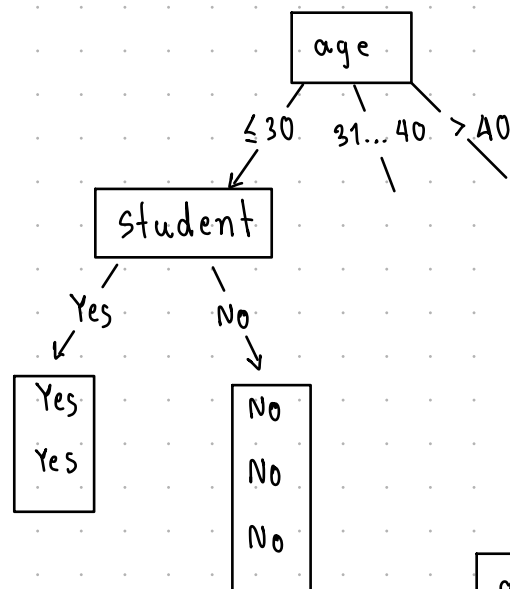 age
≤ 30 31... 40 > 40
student
Yes No
Yes No
Yes No
No